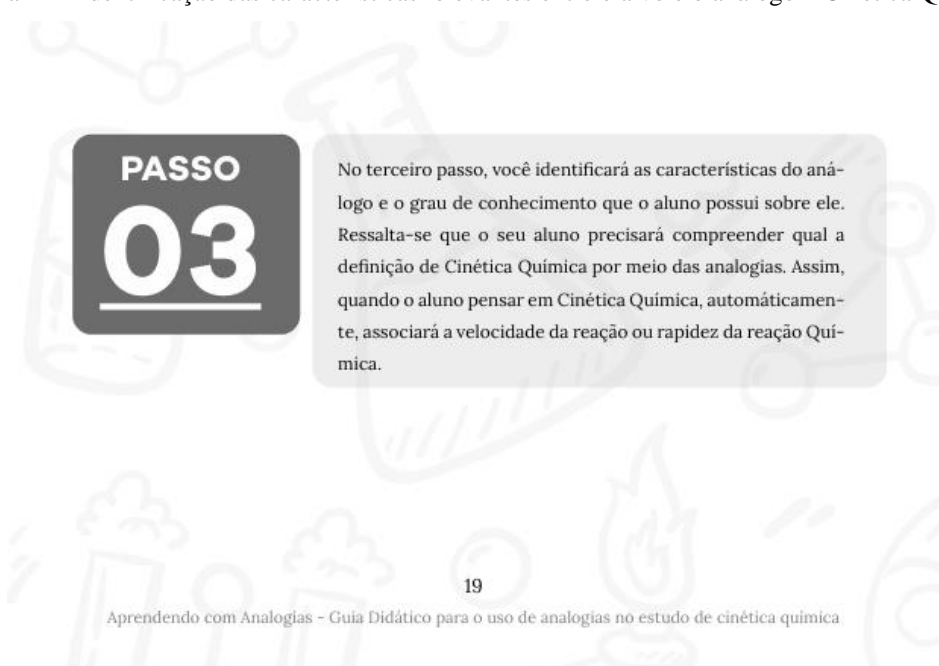 PASSO
03
No terceiro passo, você identificará as características do aná-
logo e o grau de conhecimento que o aluno possui sobre ele.
Ressalta-se que o seu aluno precisará compreender qual a
definição de Cinética Química por meio das analogias. Assim,
quando o aluno pensar em Cinética Química, automáticamen-
te, associará a velocidade da reação ou rapidez da reação Quí-
mica.
19
Aprendendo com Analogias - Guia Didático para o uso de analogias no estudo de cinética química